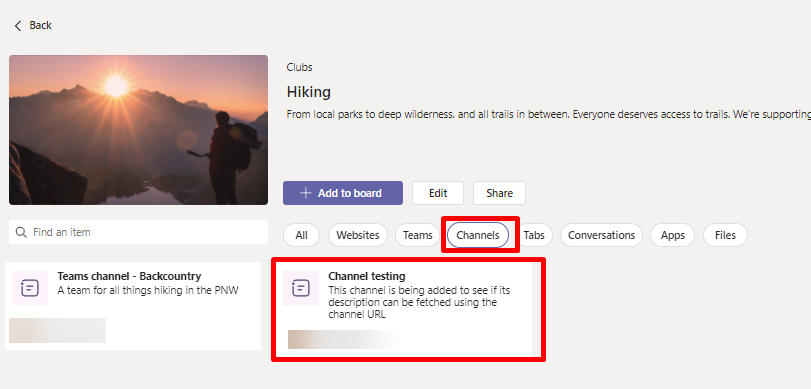 Back
Clubs
Hiking
From local parks to deep wilderness. and all trails in between. Everyone deserves access to trails. We're supporting
Add to board
Edit
Share
Find an item
All
Websites
Teams
Channels
Tabs
Conversations
Apps
Files
Teams channel - Backcountry
A team for all things hiking in the PNW
Channel testing
This channel is being added to see if its
description can be fetched using the
channel URL